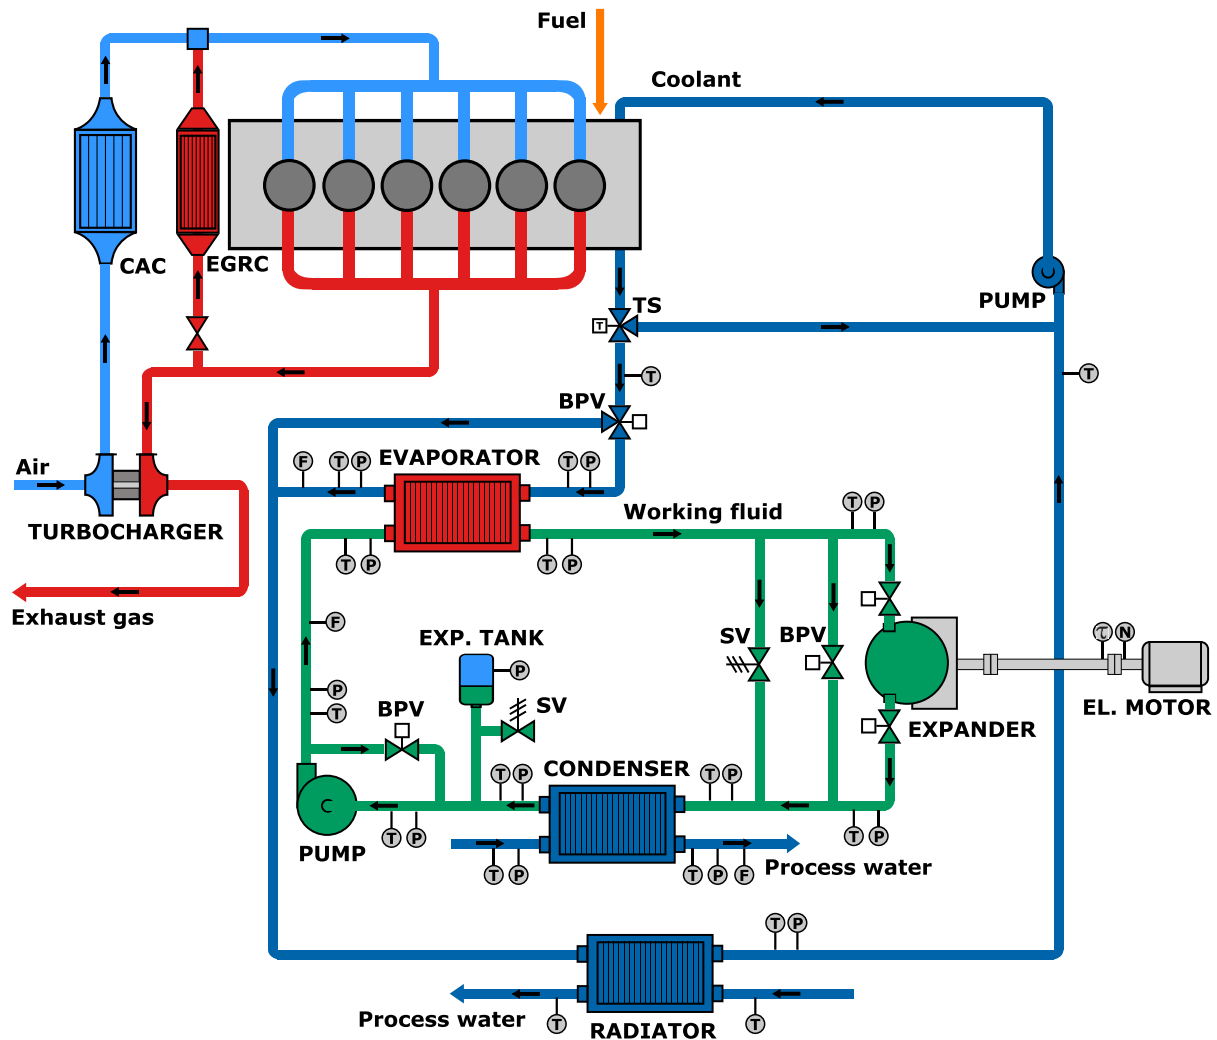 Fuel
Coolant
CAC
EGRC
PUMP
TS
T
T
T
BPV
Air
F
T
P
EVAPORATOR
T
P
TURBOCHARGER
Working fluid
T
P
T
P
T
P
Exhaust gas
F
EXP. TANK
P
SV
BPV
τ
N
P
T
BPV
SV
EXPANDER
EL. MOTOR
CONDENSER
T
P
T
P
PUMP
T
P
T
P
T
P
T
P
F
Process water
T
P
Process water
T
RADIATOR
T